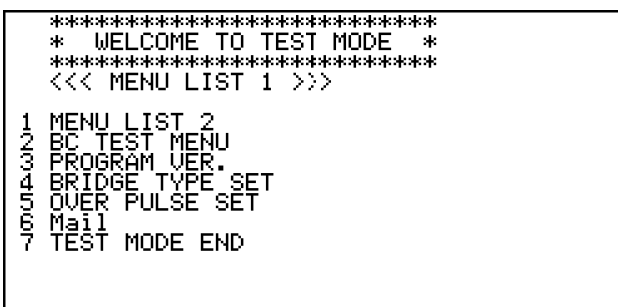 **************************
* WELCOME TO TEST MODE *
**************************
<<< MENU LIST 1 >>>
1 MENU LIST 2
2 BC TEST MENU
3 PROGRAM VER.
4 BRIDGE TYPE SET
5 OVER PULSE SET
6 Mail
7 TEST MODE END